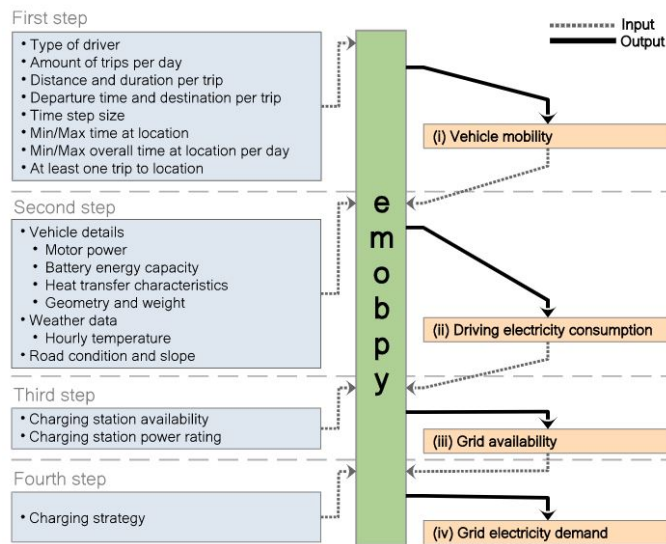 First step
Input
Output
• Type of driver
• Amount of trips per day
• Distance and duration per trip
• Departure time and destination per trip
• Time step size
• Min/Max time at location
• Min/Max overall time at location per day
• At least one trip to location
(i) Vehicle mobility
emobpy
Second step
• Vehicle details
• Motor power
• Battery energy capacity
• Heat transfer characteristics
• Geometry and weight
• Weather data
• Hourly temperature
• Road condition and slope
(ii) Driving electricity consumption
Third step
• Charging station availability
• Charging station power rating
(iii) Grid availability
Fourth step
• Charging strategy
(iv) Grid electricity demand